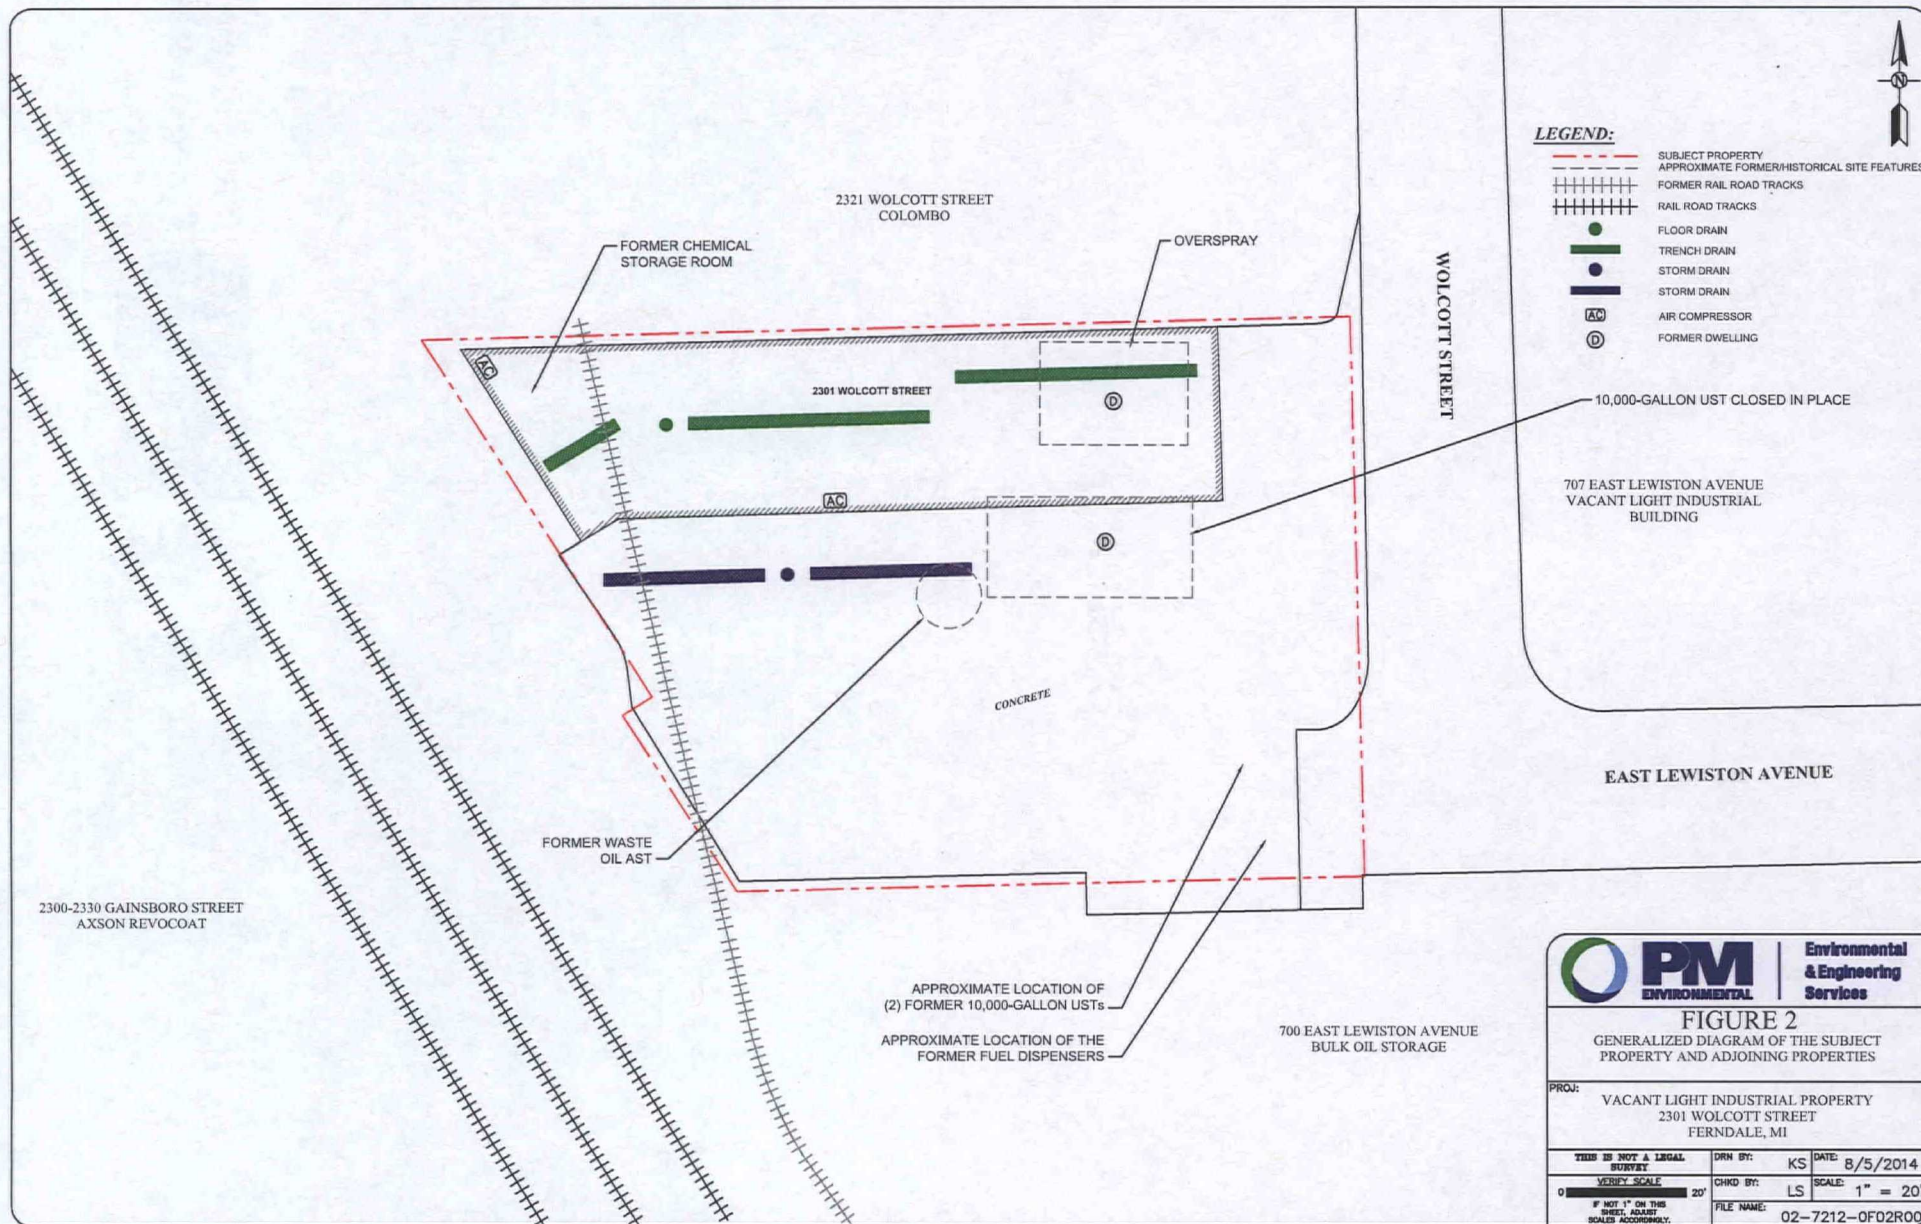 N
LEGEND:
SUBJECT PROPERTY
APPROXIMATE FORMER/HISTORICAL SITE FEATURES
FORMER RAIL ROAD TRACKS
RAIL ROAD TRACKS
FLOOR DRAIN
TRENCH DRAIN
STORM DRAIN
STORM DRAIN
AC AIR COMPRESSOR
D FORMER DWELLING
2321 WOLCOTT STREET
COLOMBO
FORMER CHEMICAL
STORAGE ROOM
OVERSPRAY
WOLCOTT STREET
AC
2301 WOLCOTT STREET
D
10,000-GALLON UST CLOSED IN PLACE
707 EAST LEWISTON AVENUE
VACANT LIGHT INDUSTRIAL
BUILDING
AC
D
CONCRETE
EAST LEWISTON AVENUE
FORMER WASTE
OIL AST
2300-2330 GAINSBORO STREET
AXSON REVOCOAT
APPROXIMATE LOCATION OF
(2) FORMER 10,000-GALLON USTs
APPROXIMATE LOCATION OF THE
FORMER FUEL DISPENSERS
700 EAST LEWISTON AVENUE
BULK OIL STORAGE
PM
ENVIRONMENTAL
Environmental
& Engineering
Services
FIGURE 2
GENERALIZED DIAGRAM OF THE SUBJECT
PROPERTY AND ADJOINING PROPERTIES
PROJ:
VACANT LIGHT INDUSTRIAL PROPERTY
2301 WOLCOTT STREET
FERNDALE, MI
THIS IS NOT A LEGAL
SURVEY
DRN BY: KS
DATE: 8/5/2014
VERIFY SCALE
0 20'
IF NOT 1" ON THIS
SHEET, ADJUST
SCALES ACCORDINGLY.
CHKD BY: LS
SCALE: 1" = 20'
FILE NAME: 02-7212-0F02R00